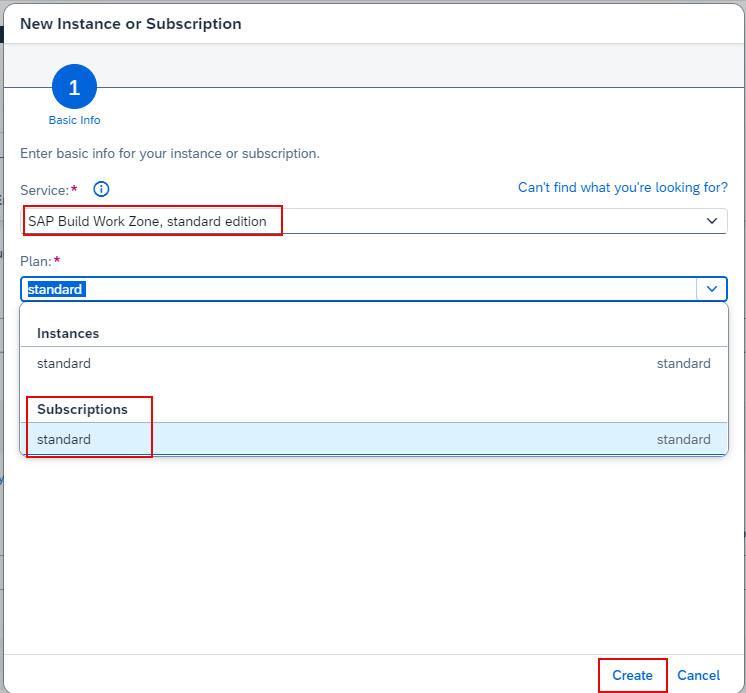 New Instance or Subscription
1
Basic Info
Enter basic info for your instance or subscription.
Service:* Can't find what you're looking for?
SAP Build Work Zone, standard edition
Plan:*
standard
Instances
standard standard
Subscriptions
standard standard
Create Cancel